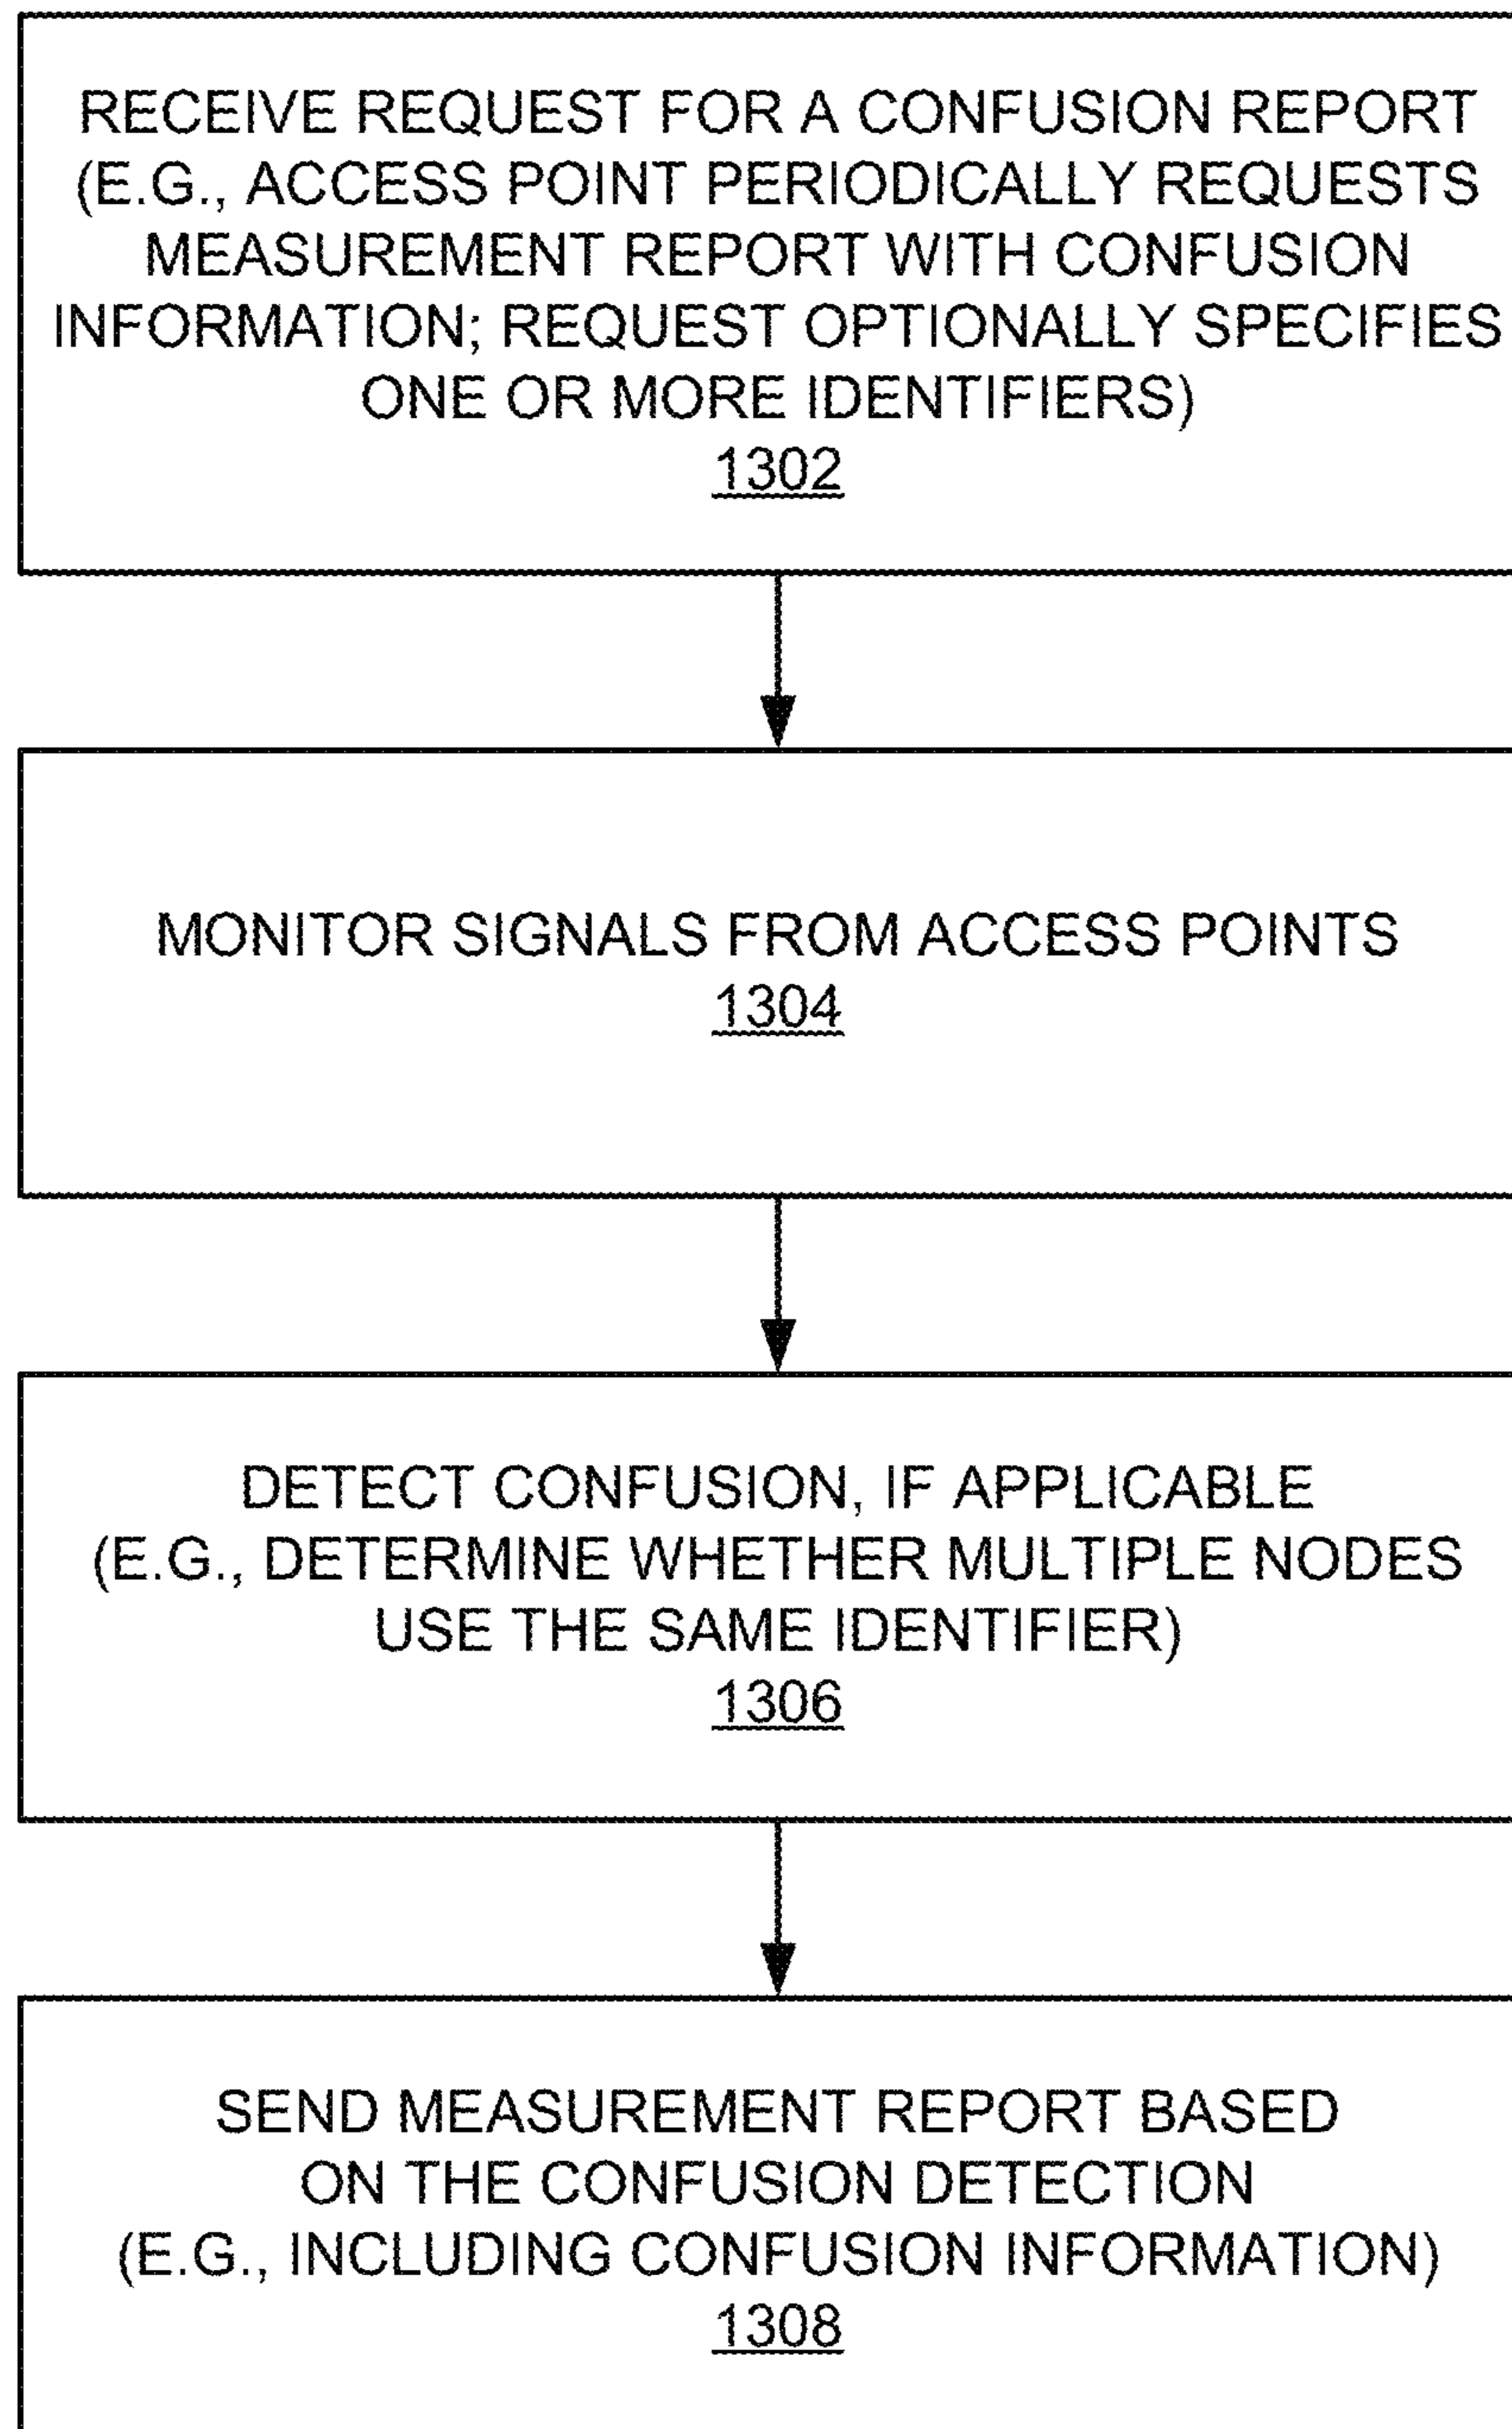 RECEIVE REQUEST FOR A CONFUSION REPORT
(E.G., ACCESS POINT PERIODICALLY REQUESTS
MEASUREMENT REPORT WITH CONFUSION
INFORMATION; REQUEST OPTIONALLY SPECIFIES
ONE OR MORE IDENTIFIERS)
1302
MONITOR SIGNALS FROM ACCESS POINTS
1304
DETECT CONFUSION, IF APPLICABLE
(E.G., DETERMINE WHETHER MULTIPLE NODES
USE THE SAME IDENTIFIER)
1306
SEND MEASUREMENT REPORT BASED
ON THE CONFUSION DETECTION
(E.G., INCLUDING CONFUSION INFORMATION)
1308